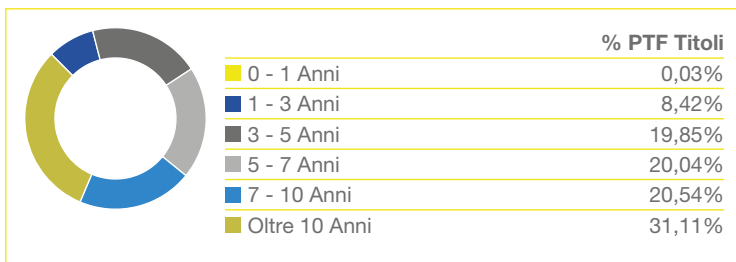 % PTF Titoli
0 - 1 Anni 0,03%
1 - 3 Anni 8,42%
3 - 5 Anni 19,85%
5 - 7 Anni 20,04%
7 - 10 Anni 20,54%
Oltre 10 Anni 31,11%